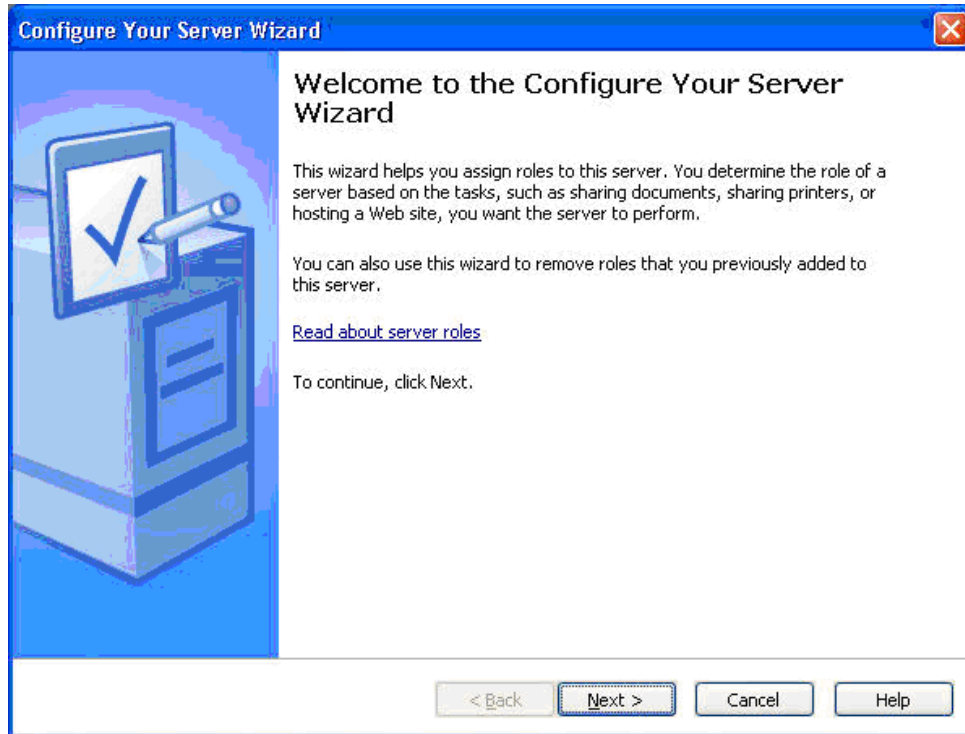 Configure Your Server Wizard
Welcome to the Configure Your Server
Wizard
This wizard helps you assign roles to this server. You determine the role of a
server based on the tasks, such as sharing documents, sharing printers, or
hosting a Web site, you want the server to perform.
You can also use this wizard to remove roles that you previously added to
this server.
Read about server roles
To continue, click Next.
< Back
Next >
Cancel
Help